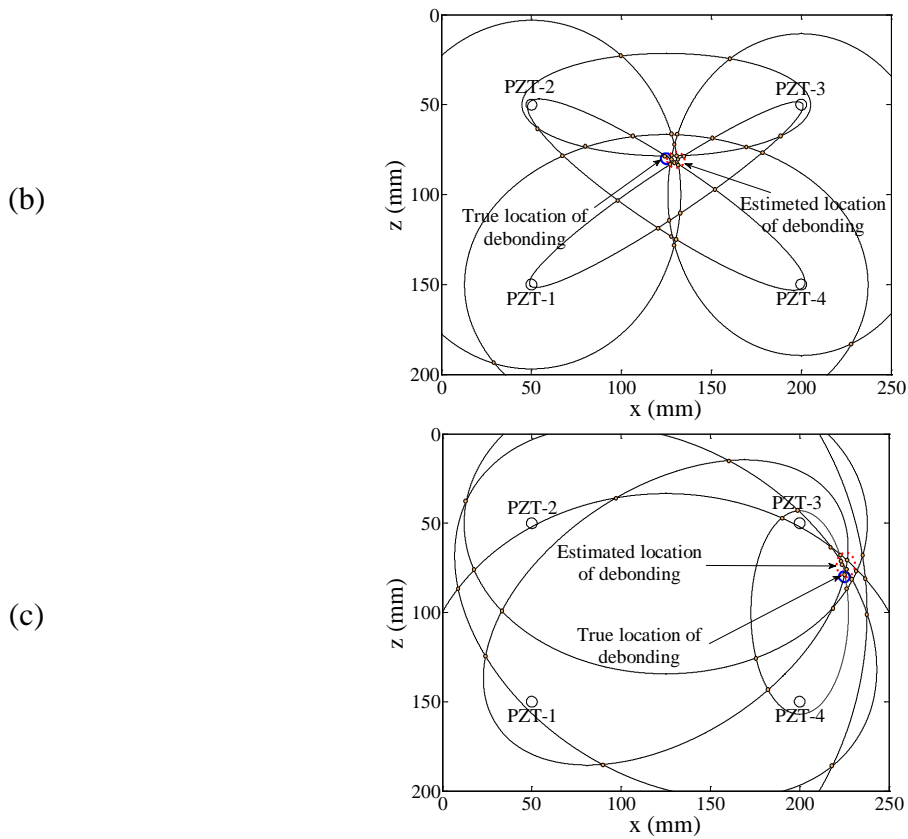 (b)
0
50
100
150
200
z (mm)
PZT-2
PZT-3
True location of
debonding
Estimeted location
of debonding
PZT-1
PZT-4
0 50 100 150 200 250
x (mm)
(c)
0
50
100
150
200
z (mm)
PZT-2
PZT-3
Estimated location
of debonding
True location of
debonding
PZT-1
PZT-4
0 50 100 150 200 250
x (mm)